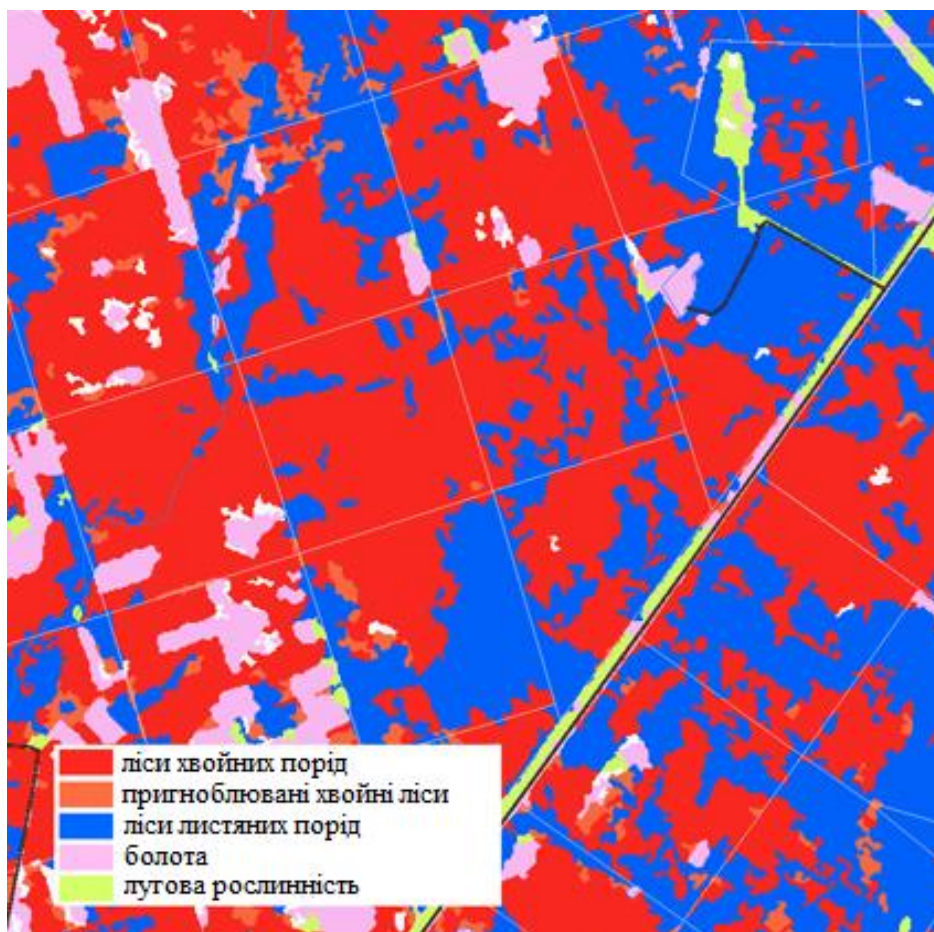 ліси хвойних порід
пригноблювані хвойні ліси
ліси листяних порід
болота
лугова рослинність